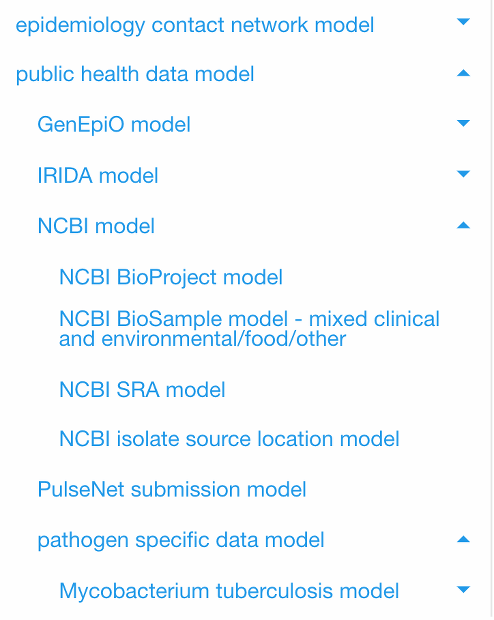 epidemiology contact network model
public health data model
GenEpiO model
IRIDA model
NCBI model
NCBI BioProject model
NCBI BioSample model - mixed clinical
and environmental/food/other
NCBI SRA model
NCBI isolate source location model
PulseNet submission model
pathogen specific data model
Mycobacterium tuberculosis model